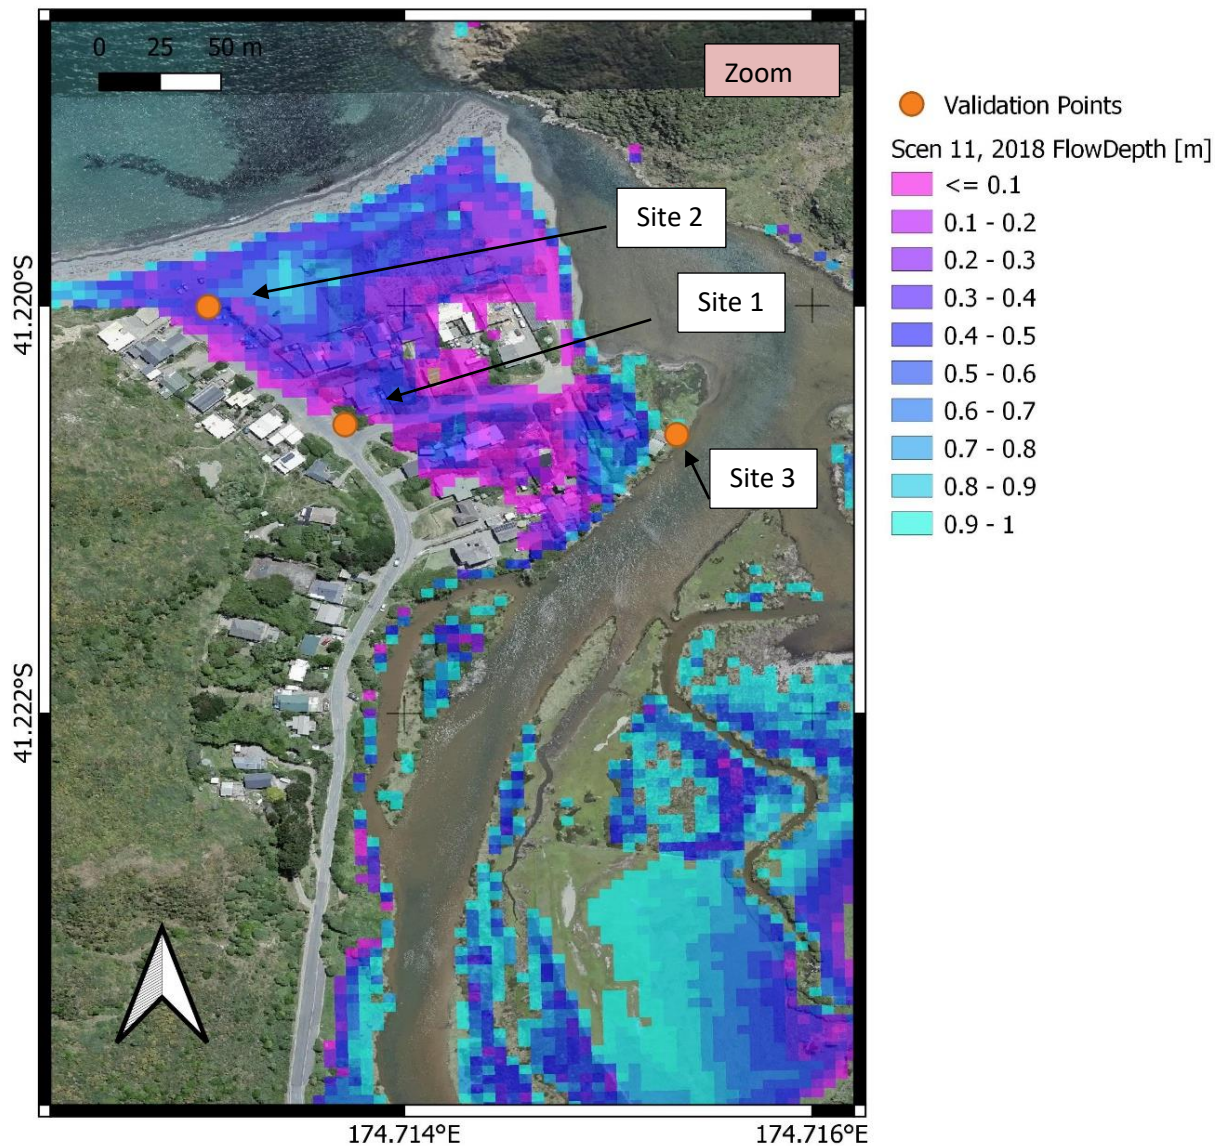 0 25 50 m
Zoom
Validation Points
Scen 11, 2018 FlowDepth [m]
<= 0.1
0.1 - 0.2
0.2 - 0.3
0.3 - 0.4
0.4 - 0.5
0.5 - 0.6
0.6 - 0.7
0.7 - 0.8
0.8 - 0.9
0.9 - 1
Site 2
Site 1
Site 3
41.220°S
41.222°S
174.714°E
174.716°E